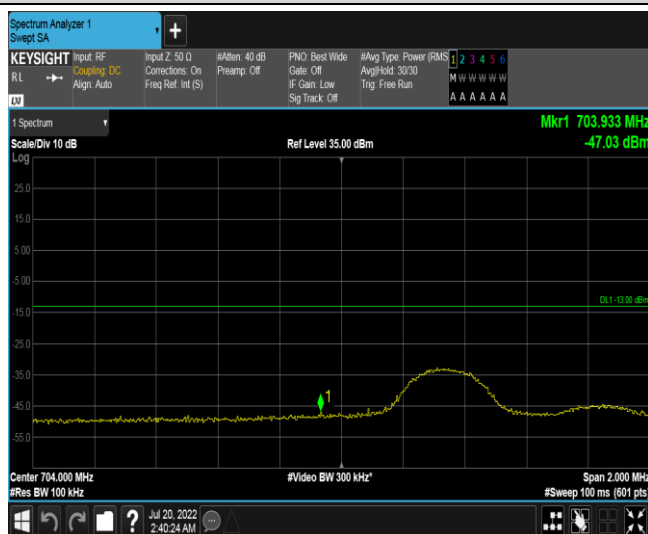 Spectrum Analyzer 1
Swept SA
+
KEYSIGHT Input: RF Input Z: 50 Ω #Atten: 40 dB PNO: Best Wide #Avg Type: Power (RMS 1 2 3 4 5 6
RL Coupling: DC Corrections: On Preamp: Off Gate: Off Avg|Hold: 30/30 M W W W W W
Align: Auto Freq Ref: Int (S) IF Gain: Low Trig: Free Run
Sig Track: Off A A A A A A
LXI
1 Spectrum Mkr1 703.933 MHz
Scale/Div 10 dB Ref Level 35.00 dBm -47.03 dBm
Log
25.0
15.0
5.00
-5.00
DL1 -13.00 dBm
-15.0
-25.0
-35.0
1
-45.0
-55.0
Center 704.000 MHz #Video BW 300 kHz* Span 2.000 MHz
#Res BW 100 kHz #Sweep 100 ms (601 pts)
? Jul 20, 2022
2:40:24 AM